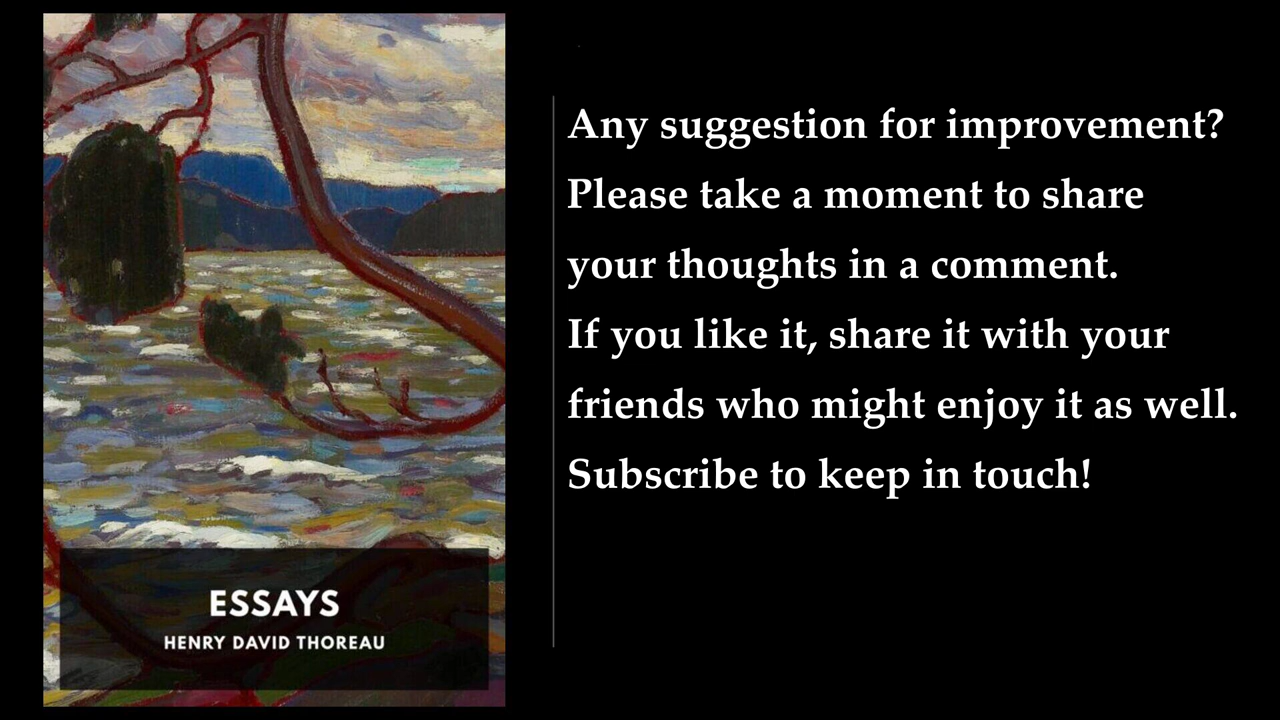 ESSAYS
HENRY DAVID THOREAU
Any suggestion for improvement?
Please take a moment to share
your thoughts in a comment.
If you like it, share it with your
friends who might enjoy it as well.
Subscribe to keep in touch!